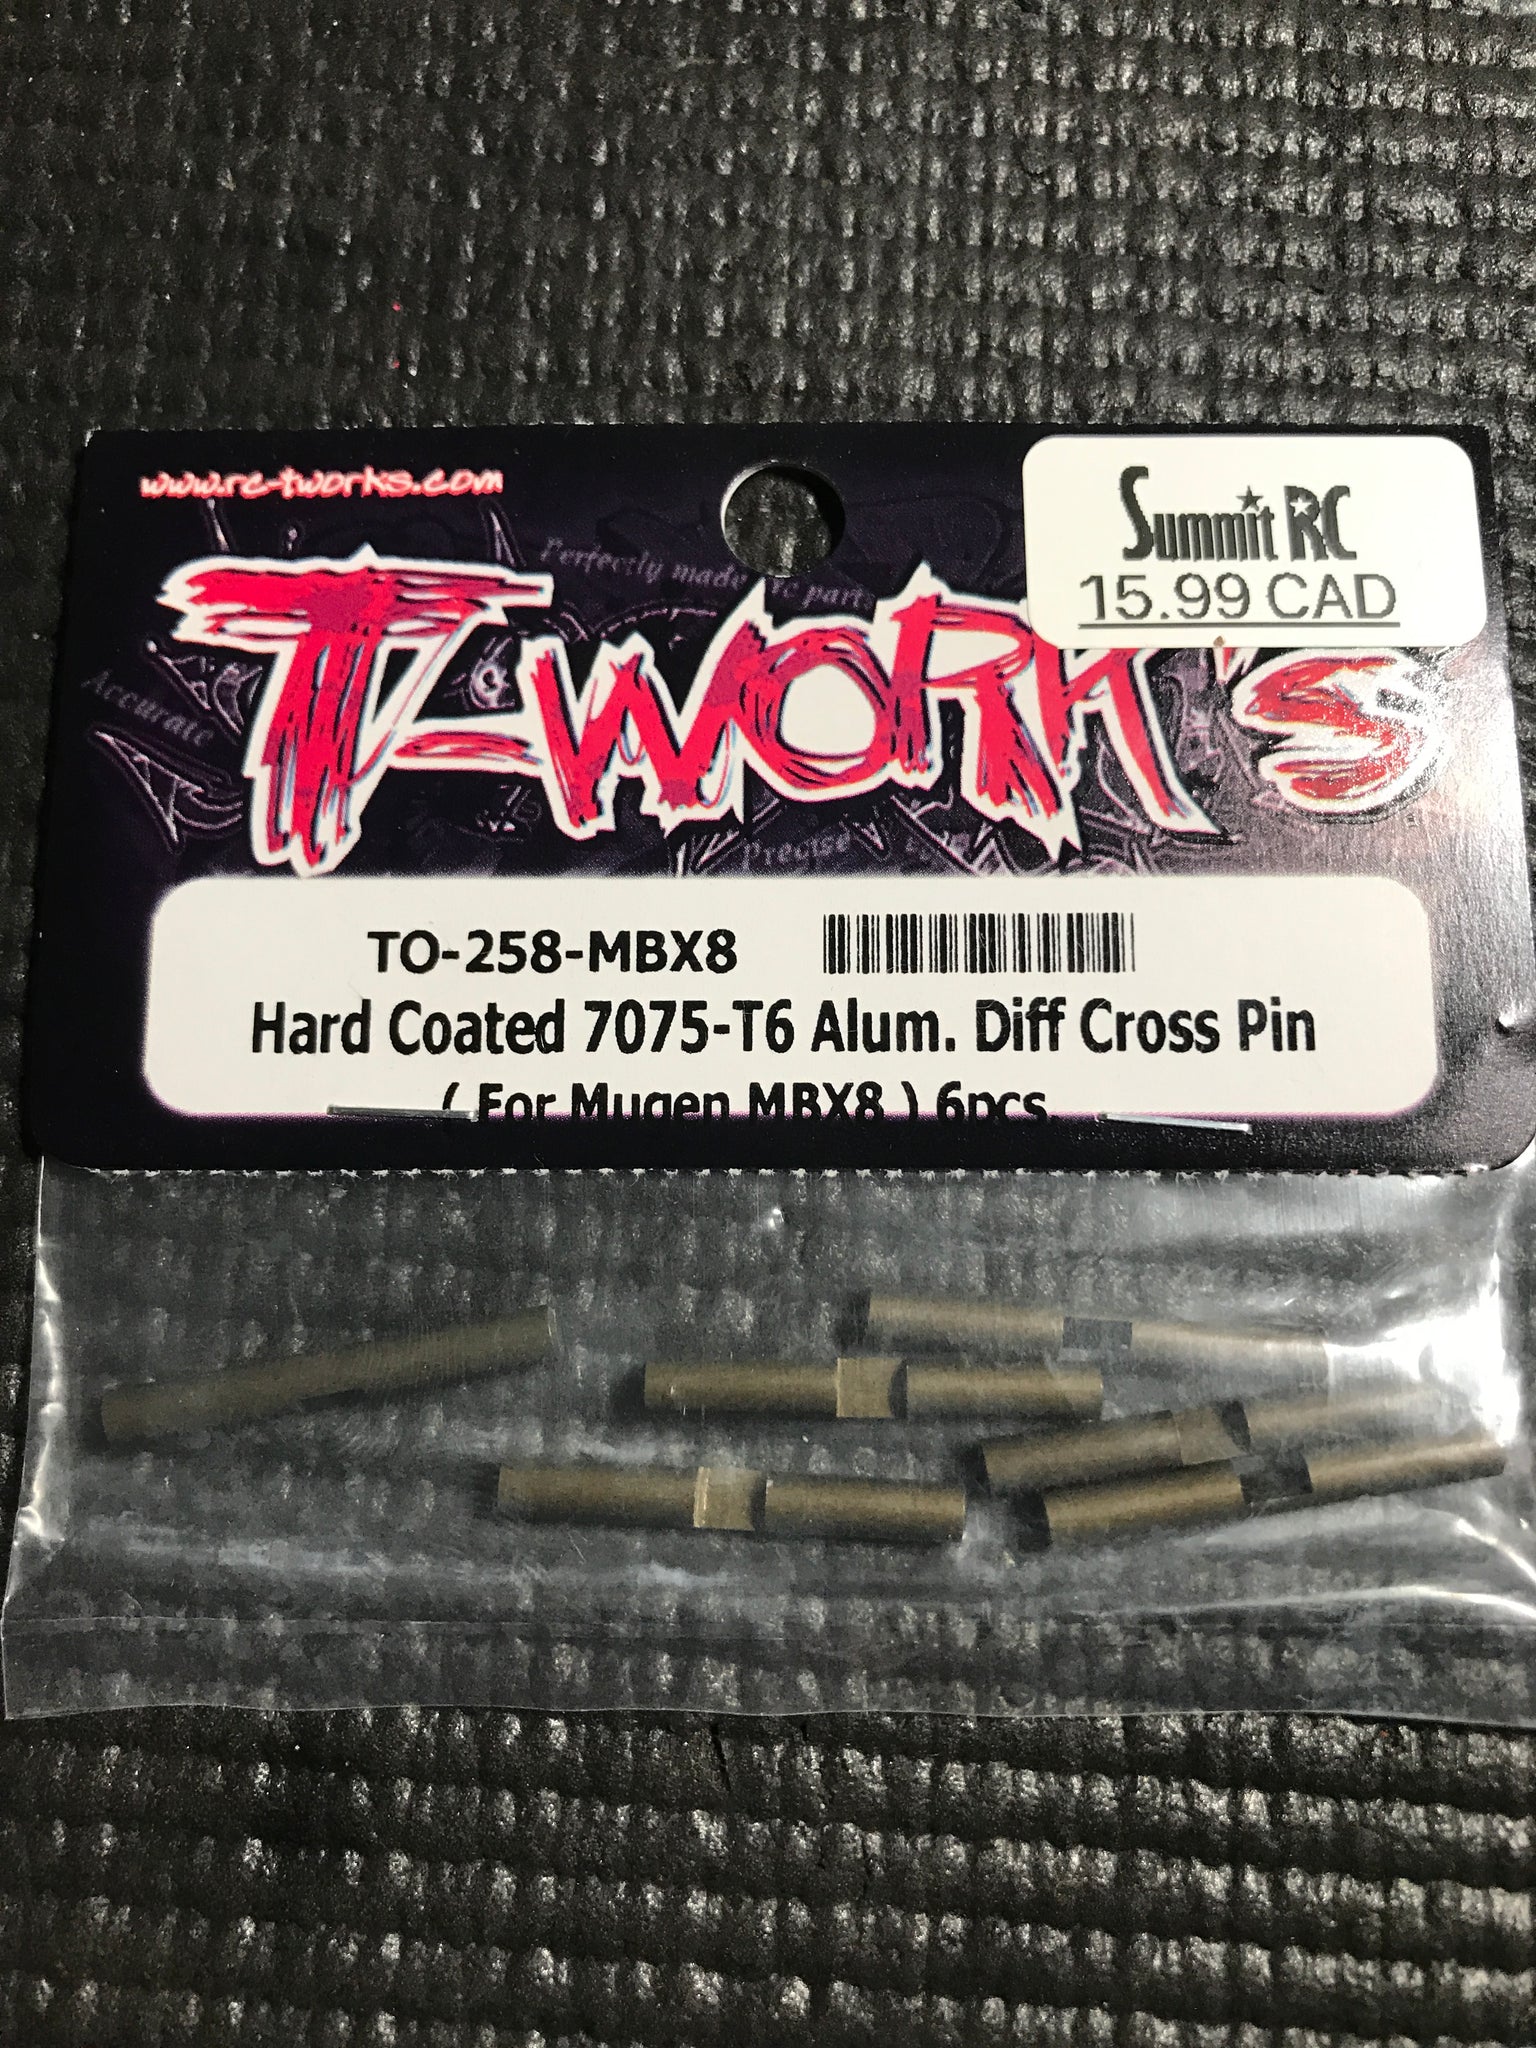 www.rc-tworks.com
Summit RC
15.99 CAD
Perfectly made rc part
T-Work's
Accurate
Precise
TO-258-MBX8
Hard Coated 7075-T6 Alum. Diff Cross Pin
( For Mugen MBX8 ) 6pcs.